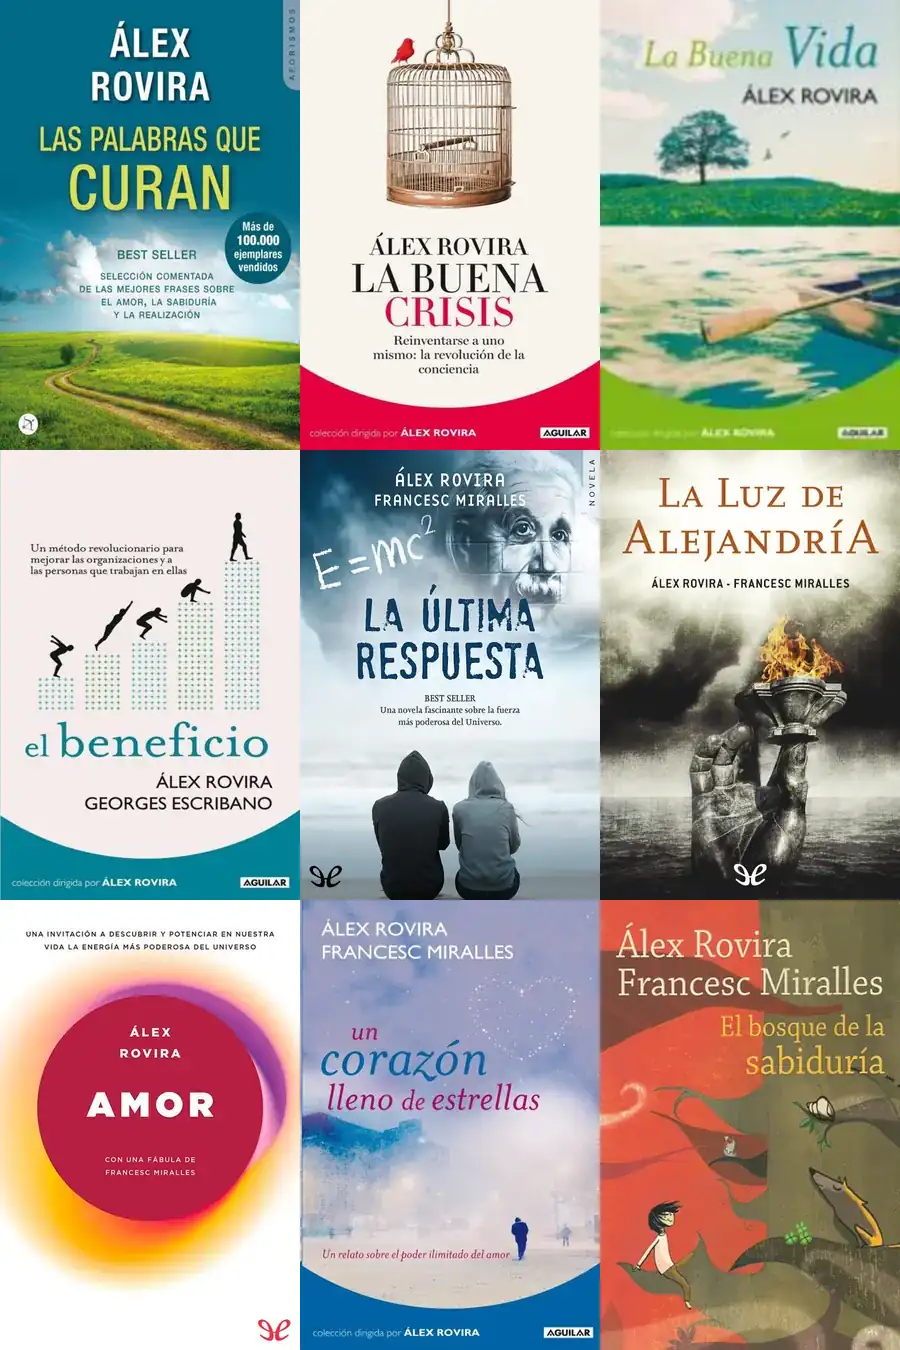 ÁLEX
ROVIRA
AFORISMOS
LAS PALABRAS QUE
CURAN
Más de
100.000
ejemplares
vendidos
BEST SELLER
SELECCIÓN COMENTADA
DE LAS MEJORES FRASES SOBRE
EL AMOR, LA SABIDURÍA
Y LA REALIZACIÓN
ÁLEX ROVIRA
LA BUENA
CRISIS
Reinventarse a uno
mismo: la revolución de la
conciencia
colección dirigida por ÁLEX ROVIRA
AGUILAR
La Buena Vida
ÁLEX ROVIRA
colección dirigida por ÁLEX ROVIRA
AGUILAR
Un método revolucionario para
mejorar las organizaciones y a
las personas que trabajan en ellas
el beneficio
ÁLEX ROVIRA
GEORGES ESCRIBANO
colección dirigida por ÁLEX ROVIRA
AGUILAR
ÁLEX ROVIRA
FRANCESC MIRALLES
NOVELA
E=mc²
LA ÚLTIMA
RESPUESTA
BEST SELLER
Una novela fascinante sobre la fuerza
más poderosa del Universo.
LA LUZ DE
ALEJANDRÍA
ÁLEX ROVIRA - FRANCESC MIRALLES
UNA INVITACIÓN A DESCUBRIR Y POTENCIAR EN NUESTRA
VIDA LA ENERGÍA MÁS PODEROSA DEL UNIVERSO
ÁLEX
ROVIRA
AMOR
CON UNA FÁBULA DE
FRANCESC MIRALLES
ÁLEX ROVIRA
FRANCESC MIRALLES
un
corazón
lleno de estrellas
Un relato sobre el poder ilimitado del amor
colección dirigida por ÁLEX ROVIRA
AGUILAR
Álex Rovira
Francesc Miralles
El bosque de la
sabiduría